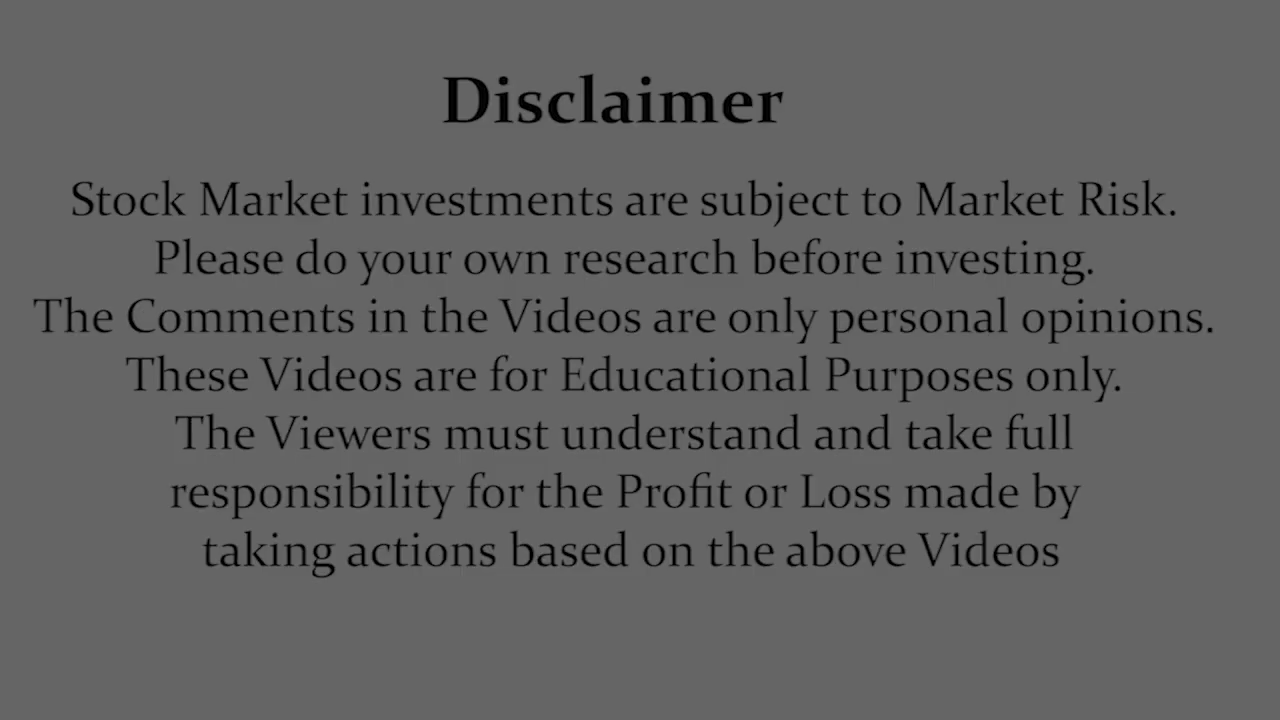 Disclaimer
Stock Market investments are subject to Market Risk.
Please do your own research before investing.
The Comments in the Videos are only personal opinions.
These Videos are for Educational Purposes only.
The Viewers must understand and take full
responsibility for the Profit or Loss made by
taking actions based on the above Videos